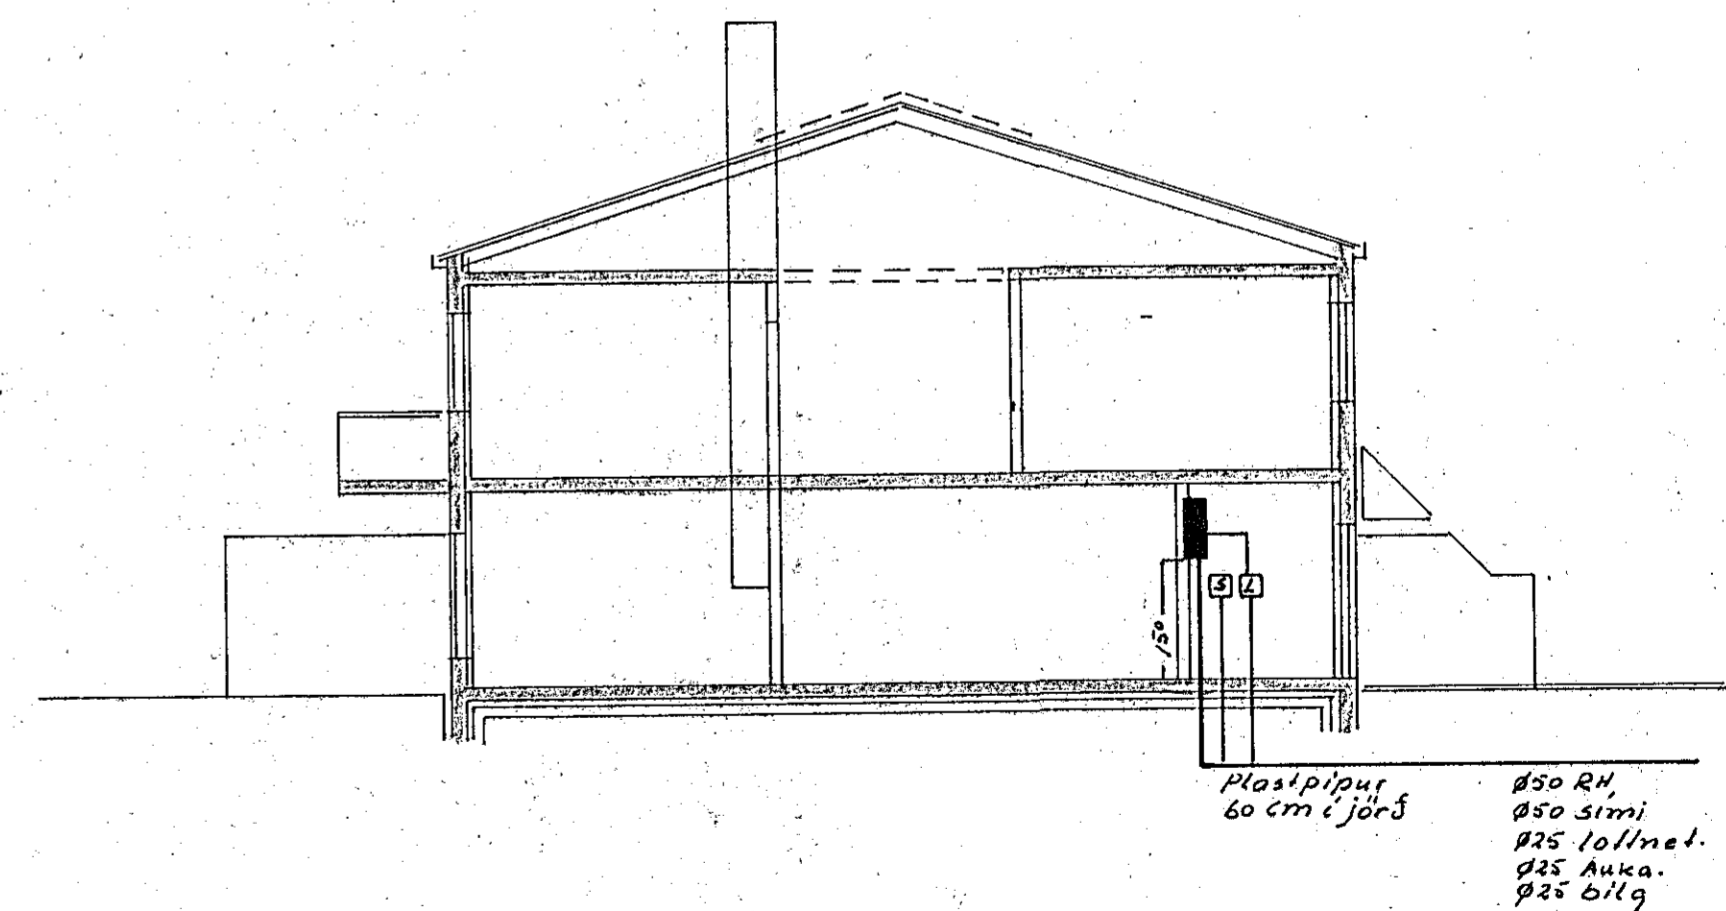 S L
150
Plastpípur
60 cm í jörð
Ø50 RH,
Ø50 sími
Ø25 loftnet.
Ø25 Auka.
Ø25 bílg